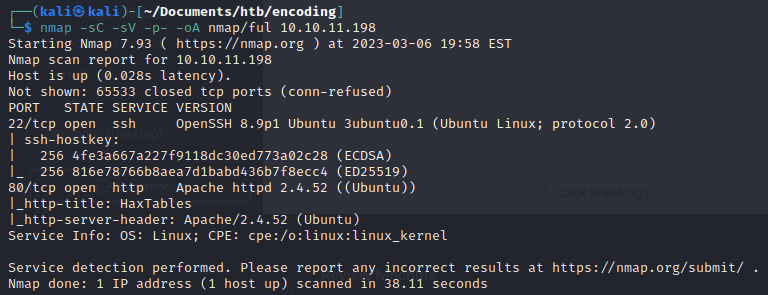 ┌──(kali㉿kali)-[~/Documents/htb/encoding]
└─$ nmap -sC -sV -p- -oA nmap/ful 10.10.11.198
Starting Nmap 7.93 ( https://nmap.org ) at 2023-03-06 19:58 EST
Nmap scan report for 10.10.11.198
Host is up (0.028s latency).
Not shown: 65533 closed tcp ports (conn-refused)
PORT   STATE SERVICE VERSION
22/tcp open  ssh     OpenSSH 8.9p1 Ubuntu 3ubuntu0.1 (Ubuntu Linux; protocol 2.0)
| ssh-hostkey:
|   256 4fe3a667a227f9118dc30ed773a02c28 (ECDSA)
|_  256 816e78766b8aea7d1babd436b7f8ecc4 (ED25519)
80/tcp open  http    Apache httpd 2.4.52 ((Ubuntu))
|_http-title: HaxTables
|_http-server-header: Apache/2.4.52 (Ubuntu)
Service Info: OS: Linux; CPE: cpe:/o:linux:linux_kernel
Click to add tags
Service detection performed. Please report any incorrect results at https://nmap.org/submit/ .
Nmap done: 1 IP address (1 host up) scanned in 38.11 seconds